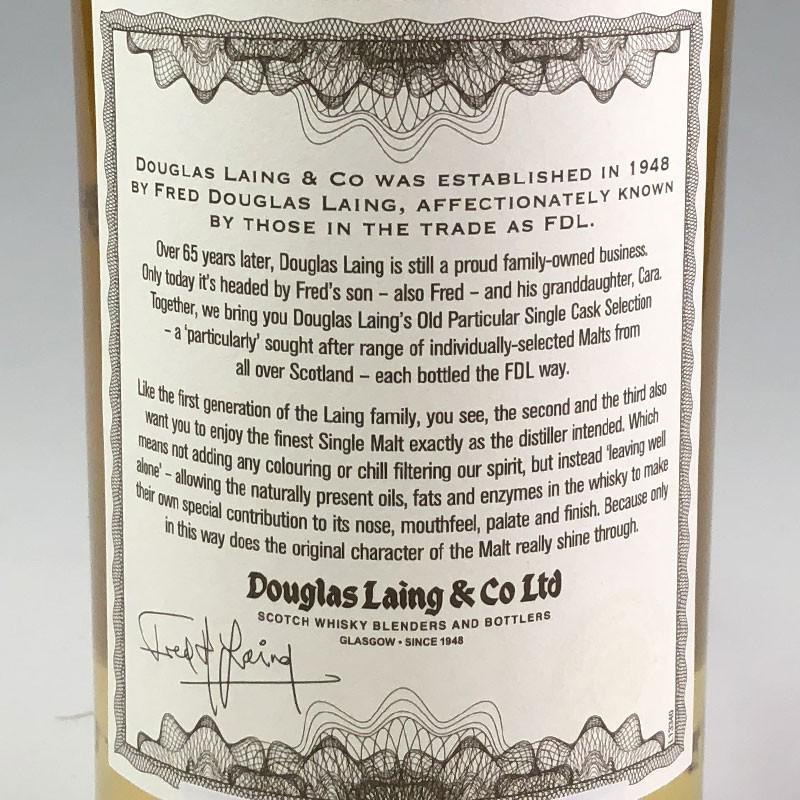 DOUGLAS LAING & CO WAS ESTABLISHED IN 1948
BY FRED DOUGLAS LAING, AFFECTIONATELY KNOWN
BY THOSE IN THE TRADE AS FDL.
Over 65 years later, Douglas Laing is still a proud family-owned business.
Only today it's headed by Fred's son – also Fred – and his granddaughter, Cara.
Together, we bring you Douglas Laing's Old Particular Single Cask Selection
– a 'particularly' sought after range of individually-selected Malts from
all over Scotland – each bottled the FDL way.
Like the first generation of the Laing family, you see, the second and the third also
want you to enjoy the finest Single Malt exactly as the distiller intended. Which
means not adding any colouring or chill filtering our spirit, but instead 'leaving well
alone' – allowing the naturally present oils, fats and enzymes in the whisky to make
their own special contribution to its nose, mouthfeel, palate and finish. Because only
in this way does the original character of the Malt really shine through.
Douglas Laing & Co Ltd
SCOTCH WHISKY BLENDERS AND BOTTLERS
GLASGOW • SINCE 1948
Fred H Laing